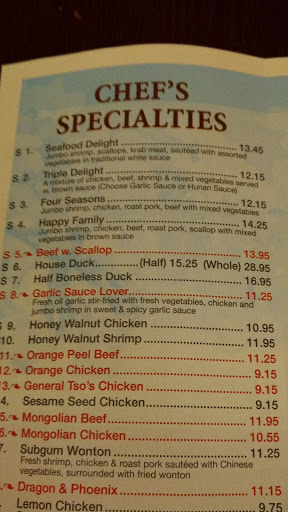 CHEF'S
SPECIALTIES
S 1. Seafood Delight 13.45
Jumbo shrimp, scallops, krab meat, sautéed with assorted
vegetables in traditional white sauce
S 2. Triple Delight 12.15
A mixture of chicken, beef, shrimp & mixed vegetables served
w. brown sauce (Choose Garlic Sauce or Hunan Sauce)
S 3. Four Seasons 12.15
Jumbo shrimp, chicken, roast pork, beef with mixed vegetables
S 4. Happy Family 14.25
Jumbo shrimp, chicken, beef, roast pork, scallop with mixed
vegetables in brown sauce
S 5. Beef w. Scallop 13.95
S 6. House Duck (Half) 15.25 (Whole) 28.95
S 7. Half Boneless Duck 16.95
S 8. Garlic Sauce Lover 11.25
Fresh oil garlic stir-fried with fresh vegetables, chicken and
jumbo shrimp in sweet & spicy garlic sauce
S 9. Honey Walnut Chicken 10.95
10. Honey Walnut Shrimp 11.95
11. Orange Peel Beef 11.25
12. Orange Chicken 9.15
13. General Tso's Chicken 9.15
4. Sesame Seed Chicken 9.15
5. Mongolian Beef 11.95
6. Mongolian Chicken 10.55
7. Subgum Wonton 11.25
Fresh shrimp, chicken & roast pork sautéed with Chinese
vegetables, surrounded with fried wonton
Dragon & Phoenix 11.25
Lemon Chicken 9.75